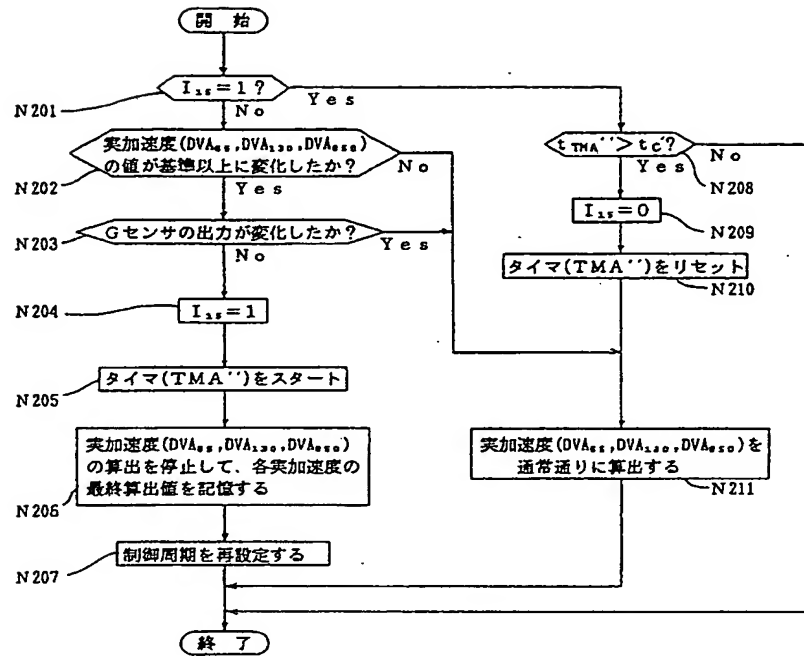 開 始
I₁₅=1?
Yes
N201
No
実加速度(DVA₆₅,DVA₁₃₀,DVA₆₅₀)
の値が基準以上に変化したか?
No
N202
Yes
Gセンサの出力が変化したか?
Yes
N203
No
N204
I₁₅=1
N205
タイマ(TMA'')をスタート
実加速度(DVA₆₅,DVA₁₃₀,DVA₆₅₀)
の算出を停止して、各実加速度の
最終算出値を記憶する
N206
制御周期を再設定する
N207
終 了
t TMA''>tc'?
No
Yes
N208
I₁₅=0
N209
タイマ(TMA'')をリセット
N210
実加速度(DVA₆₅,DVA₁₃₀,DVA₆₅₀)を
通常通りに算出する
N211